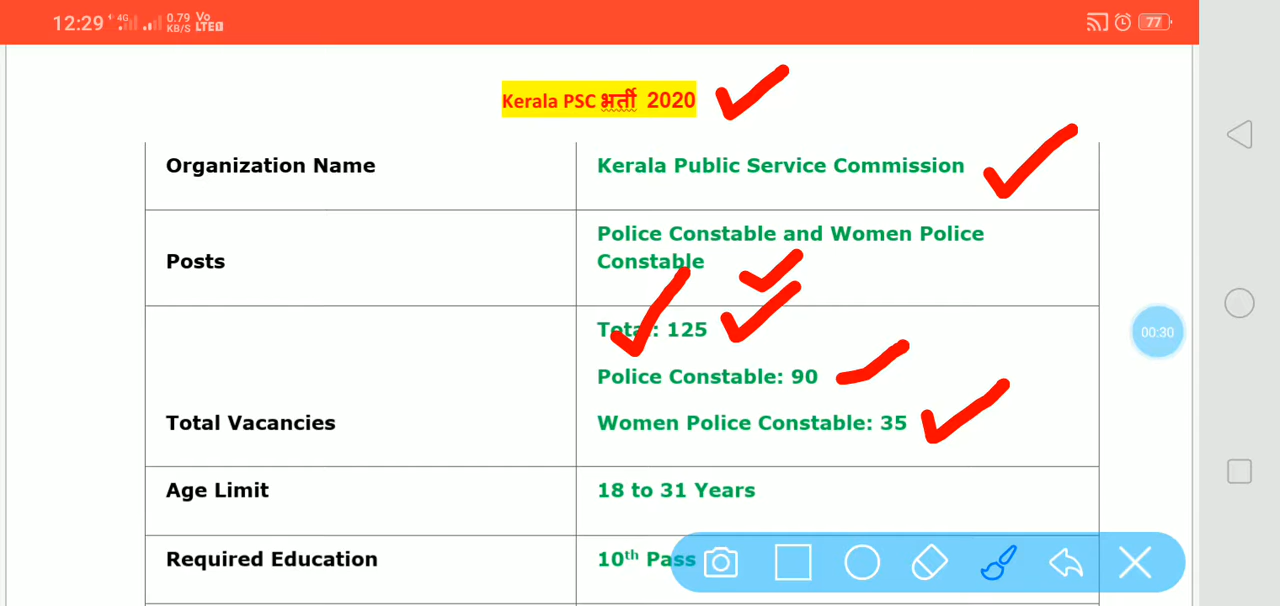 12:29 4G 0.79 KB/S Vo LTE 77
Kerala PSC भर्ती 2020
Organization Name Kerala Public Service Commission
Posts Police Constable and Women Police
Constable
Total: 125
Police Constable: 90
Total Vacancies Women Police Constable: 35
00:30
Age Limit 18 to 31 Years
Required Education 10th Pass